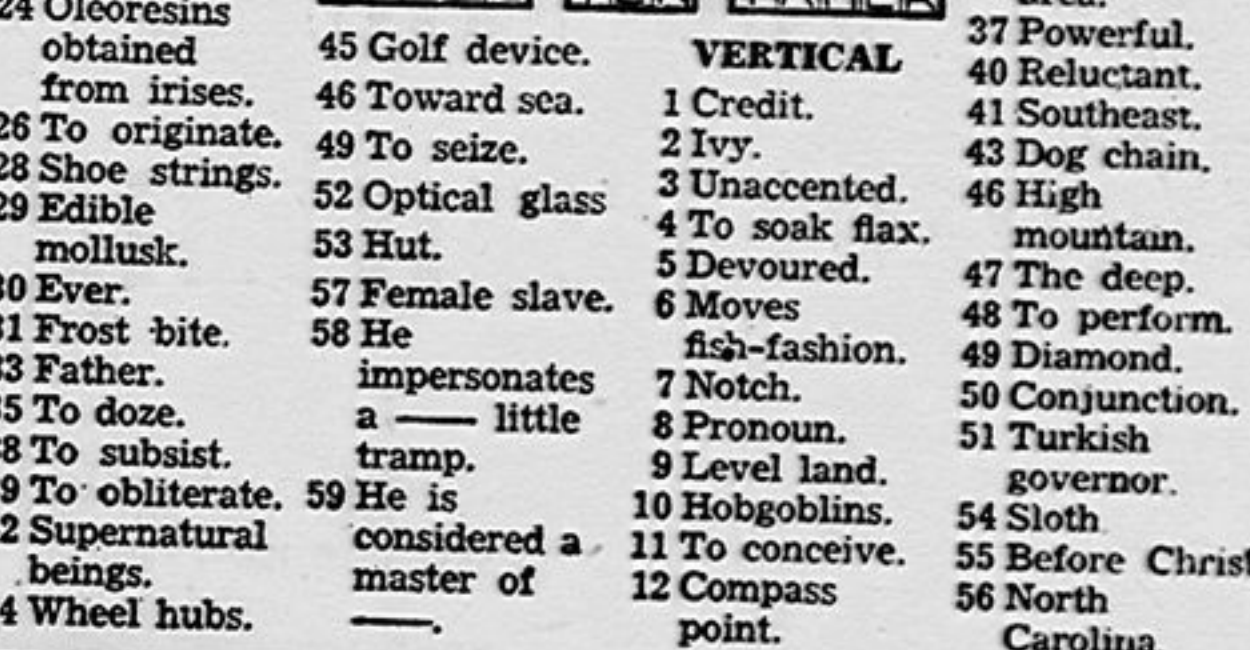 24 Oleoresins
obtained
from irises.
26 To originate.
28 Shoe strings.
29 Edible
mollusk.
30 Ever.
31 Frost bite.
33 Father.
35 To doze.
8 To subsist.
9 To obliterate.
2 Supernatural
beings.
4 Wheel hubs.
45 Golf device.
46 Toward sea.
49 To seize.
52 Optical glass
53 Hut.
57 Female slave.
58 He
impersonates
a —— little
tramp.
59 He is
considered a
master of
——.
VERTICAL
1 Credit.
2 Ivy.
3 Unaccented.
4 To soak flax.
5 Devoured.
6 Moves
fish-fashion.
7 Notch.
8 Pronoun.
9 Level land.
10 Hobgoblins.
11 To conceive.
12 Compass
point.
area.
37 Powerful.
40 Reluctant.
41 Southeast.
43 Dog chain.
46 High
mountain.
47 The deep.
48 To perform.
49 Diamond.
50 Conjunction.
51 Turkish
governor.
54 Sloth
55 Before Christ
56 North
Carolina